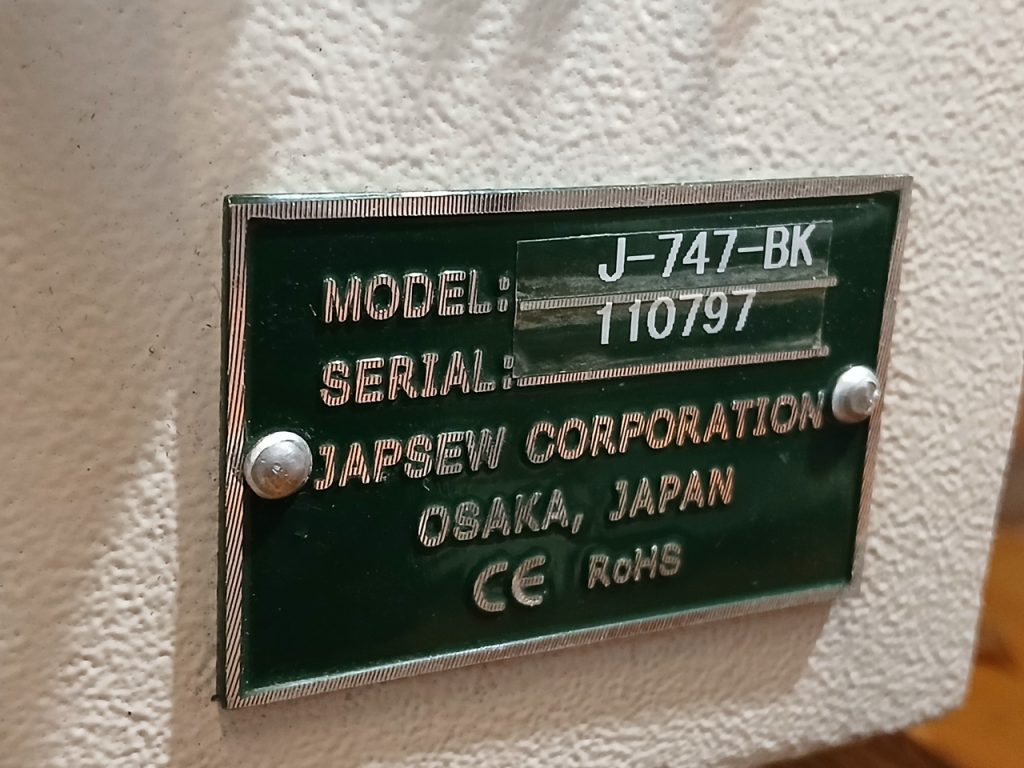 MODEL: J-747-BK
SERIAL: 110797
JAPSEW CORPORATION
OSAKA, JAPAN
CE RoHS